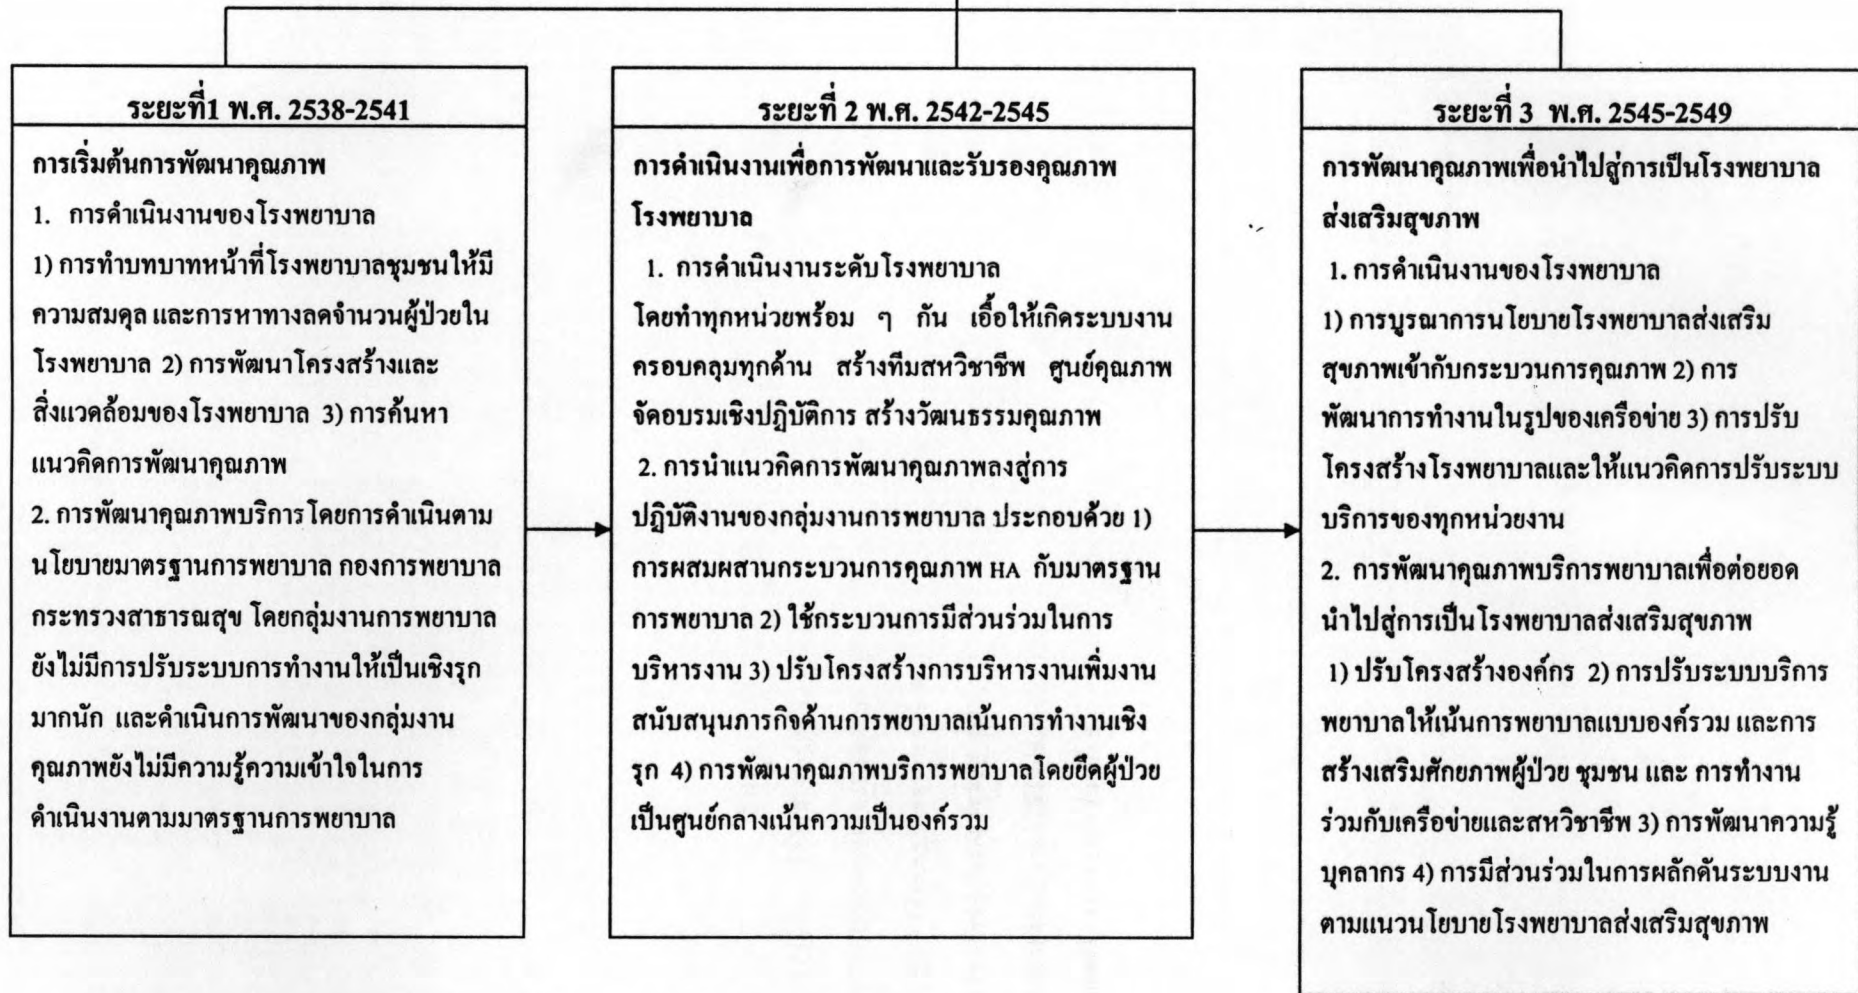 ระยะที่1 พ.ศ. 2538-2541
การเริ่มต้นการพัฒนาคุณภาพ
1. การดำเนินงานของโรงพยาบาล
1) การทำบทบาทหน้าที่โรงพยาบาลชุมชนให้มี
ความสมดุล และการหาทางลดจำนวนผู้ป่วยใน
โรงพยาบาล 2) การพัฒนาโครงสร้างและ
สิ่งแวดล้อมของโรงพยาบาล 3) การค้นหา
แนวคิดการพัฒนาคุณภาพ
2. การพัฒนาคุณภาพบริการโดยการดำเนินตาม
นโยบายมาตรฐานการพยาบาล กองการพยาบาล
กระทรวงสาธารณสุข โดยกลุ่มงานการพยาบาล
ยังไม่มีการปรับระบบการทำงานให้เป็นเชิงรุก
มากนัก และดำเนินการพัฒนาของกลุ่มงาน
คุณภาพยังไม่มีความรู้ความเข้าใจในการ
ดำเนินงานตามมาตรฐานการพยาบาล
ระยะที่ 2 พ.ศ. 2542-2545
การดำเนินงานเพื่อการพัฒนาและรับรองคุณภาพ
โรงพยาบาล
1. การดำเนินงานระดับโรงพยาบาล
โดยทำทุกหน่วยพร้อม ๆ กัน เอื้อให้เกิดระบบงาน
ครอบคลุมทุกด้าน สร้างทีมสหวิชาชีพ ศูนย์คุณภาพ
จัดอบรมเชิงปฏิบัติการ สร้างวัฒนธรรมคุณภาพ
2. การนำแนวคิดการพัฒนาคุณภาพลงสู่การ
ปฏิบัติงานของกลุ่มงานการพยาบาล ประกอบด้วย 1)
การผสมผสานกระบวนการคุณภาพ HA กับมาตรฐาน
การพยาบาล 2) ใช้กระบวนการมีส่วนร่วมในการ
บริหารงาน 3) ปรับโครงสร้างการบริหารงานเพิ่มงาน
สนับสนุนภารกิจด้านการพยาบาลเน้นการทำงานเชิง
รุก 4) การพัฒนาคุณภาพบริการพยาบาลโดยยึดผู้ป่วย
เป็นศูนย์กลางเน้นความเป็นองค์รวม
ระยะที่ 3 พ.ศ. 2545-2549
การพัฒนาคุณภาพเพื่อนำไปสู่การเป็นโรงพยาบาล
ส่งเสริมสุขภาพ
1. การดำเนินงานของโรงพยาบาล
1) การบูรณาการนโยบายโรงพยาบาลส่งเสริม
สุขภาพเข้ากับกระบวนการคุณภาพ 2) การ
พัฒนาการทำงานในรูปของเครือข่าย 3) การปรับ
โครงสร้างโรงพยาบาลและให้แนวคิดการปรับระบบ
บริการของทุกหน่วยงาน
2. การพัฒนาคุณภาพบริการพยาบาลเพื่อต่อยอด
นำไปสู่การเป็นโรงพยาบาลส่งเสริมสุขภาพ
1) ปรับโครงสร้างองค์กร 2) การปรับระบบบริการ
พยาบาลให้เน้นการพยาบาลแบบองค์รวม และการ
สร้างเสริมศักยภาพผู้ป่วย ชุมชน และ การทำงาน
ร่วมกับเครือข่ายและสหวิชาชีพ 3) การพัฒนาความรู้
บุคลากร 4) การมีส่วนร่วมในการผลักดันระบบงาน
ตามแนวนโยบายโรงพยาบาลส่งเสริมสุขภาพ